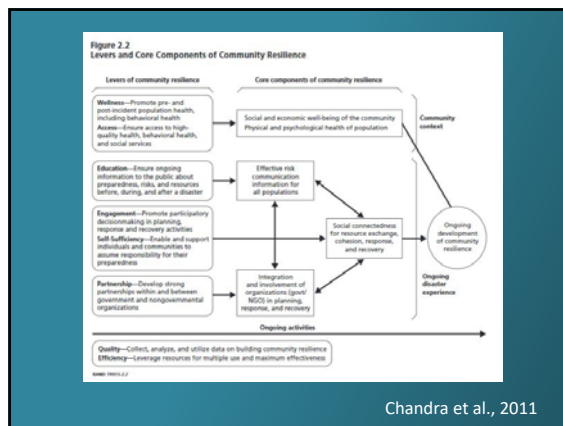 Figure 2.2
Levers and Core Components of Community Resilience
Levers of community resilience
Core components of community resilience
Wellness—Promote pre- and
post-incident population health,
including behavioral health
Access—Ensure access to high-
quality health, behavioral health,
and social services
Social and economic well-being of the community
Physical and psychological health of population
Community
context
Education—Ensure ongoing
information to the public about
preparedness, risks, and resources
before, during, and after a disaster
Effective risk
communication
information for
all populations
Engagement—Promote participatory
decisionmaking in planning,
response and recovery activities
Self-Sufficiency—Enable and support
individuals and communities to
assume responsibility for their
preparedness
Social connectedness
for resource exchange,
cohesion, response,
and recovery
Ongoing
development
of community
resilience
Partnership—Develop strong
partnerships within and between
government and nongovernmental
organizations
Integration
and involvement of
organizations (govt/
NGO) in planning,
response, and recovery
Ongoing
disaster
experience
Ongoing activities
Quality—Collect, analyze, and utilize data on building community resilience
Efficiency—Leverage resources for multiple use and maximum effectiveness
RAND
Chandra et al., 2011